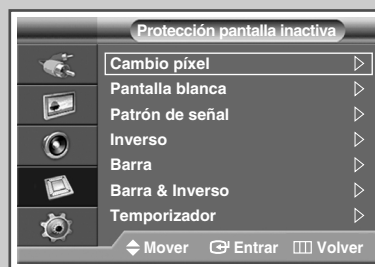 Protección pantalla inactiva
Cambio píxel
Pantalla blanca
Patrón de señal
Inverso
Barra
Barra & Inverso
Temporizador
Mover Entrar Volver